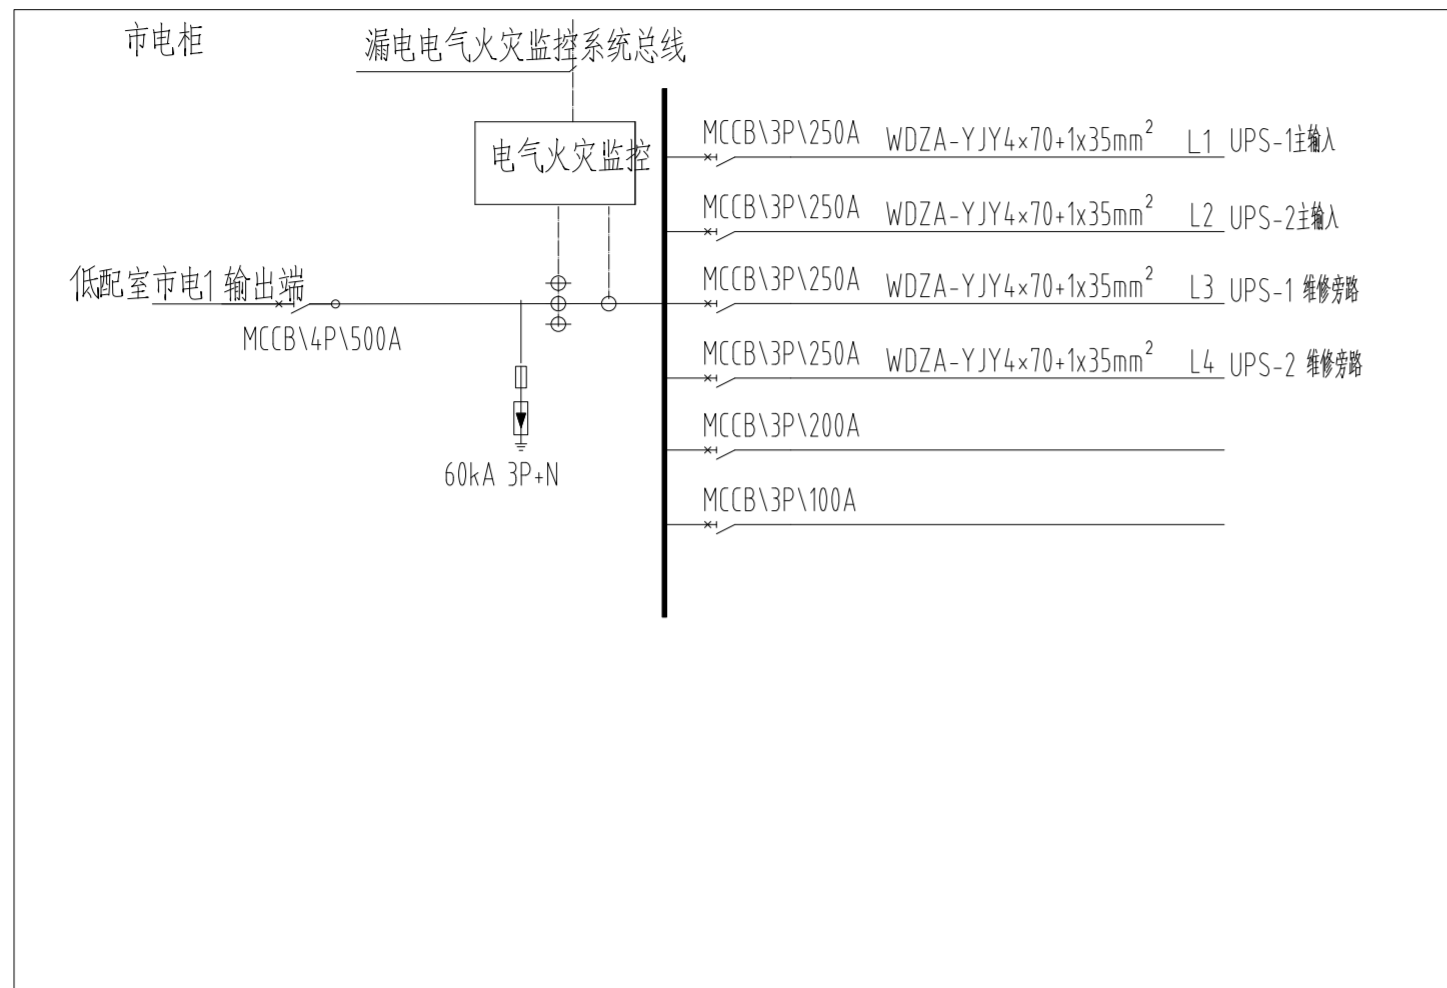 市电柜
漏电电气火灾监控系统总线
电气火灾监控
低配室市电1 输出端
MCCB\4P\500A
60kA 3P+N
MCCB\3P\250A WDZA-YJY4×70+1x35mm² L1 UPS-1主输入
MCCB\3P\250A WDZA-YJY4×70+1x35mm² L2 UPS-2主输入
MCCB\3P\250A WDZA-YJY4×70+1x35mm² L3 UPS-1 维修旁路
MCCB\3P\250A WDZA-YJY4×70+1x35mm² L4 UPS-2 维修旁路
MCCB\3P\200A
MCCB\3P\100A